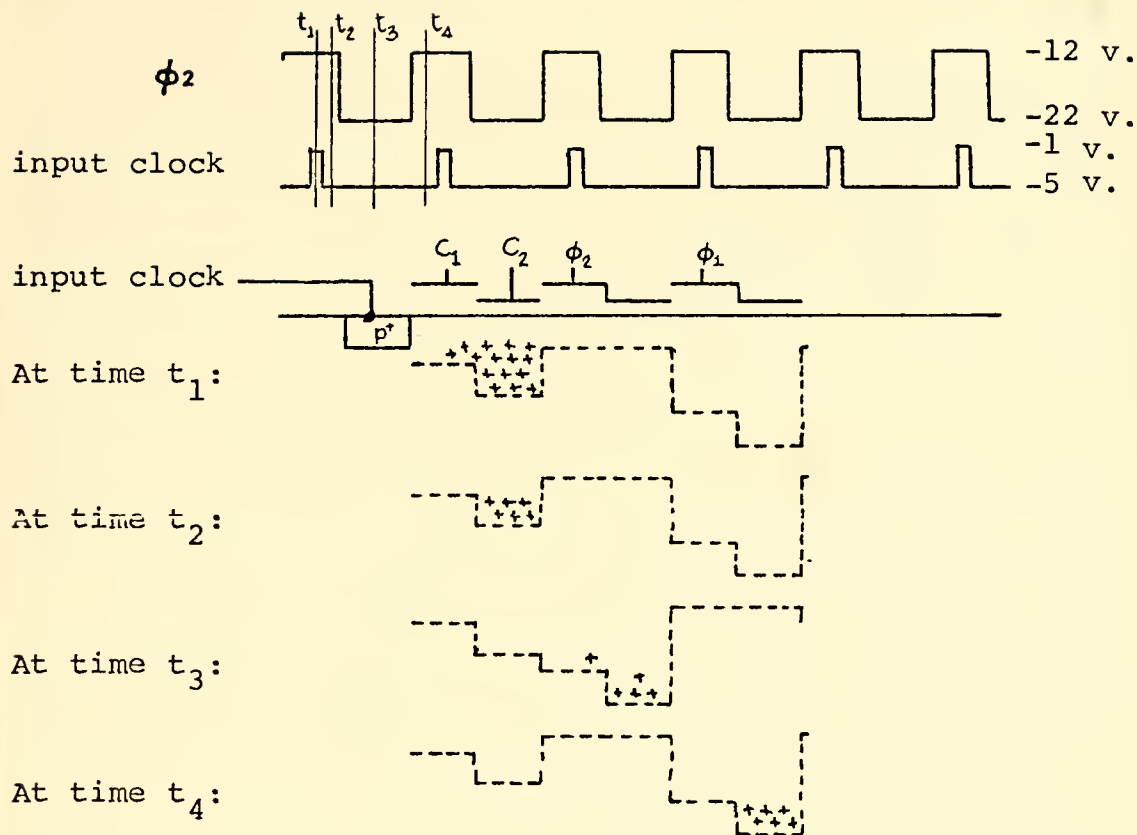 t1 t2 t3 t4
ϕ2
-12 v.
-22 v.
input clock
-1 v.
-5 v.
input clock
C1 C2 ϕ2 ϕ1
p+
At time t1:
At time t2:
At time t3:
At time t4: